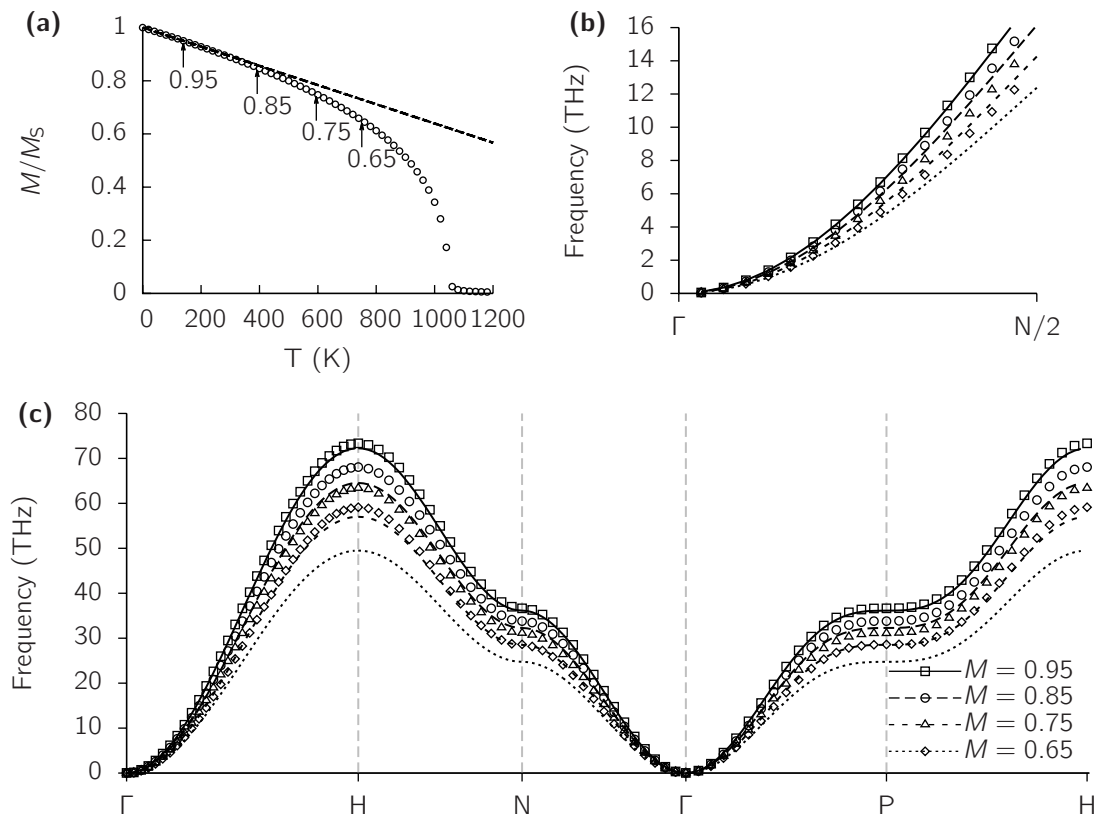 (a)
1
0.8
0.6
0.4
0.2
0
M/MS
0.95
0.85
0.75
0.65
0 200 400 600 800 1000 1200
T (K)
(b)
16
14
12
10
8
6
4
2
0
Frequency (THz)
Γ N/2
(c)
80
70
60
50
40
30
20
10
0
Frequency (THz)
M = 0.95
M = 0.85
M = 0.75
M = 0.65
Γ H N Γ P H